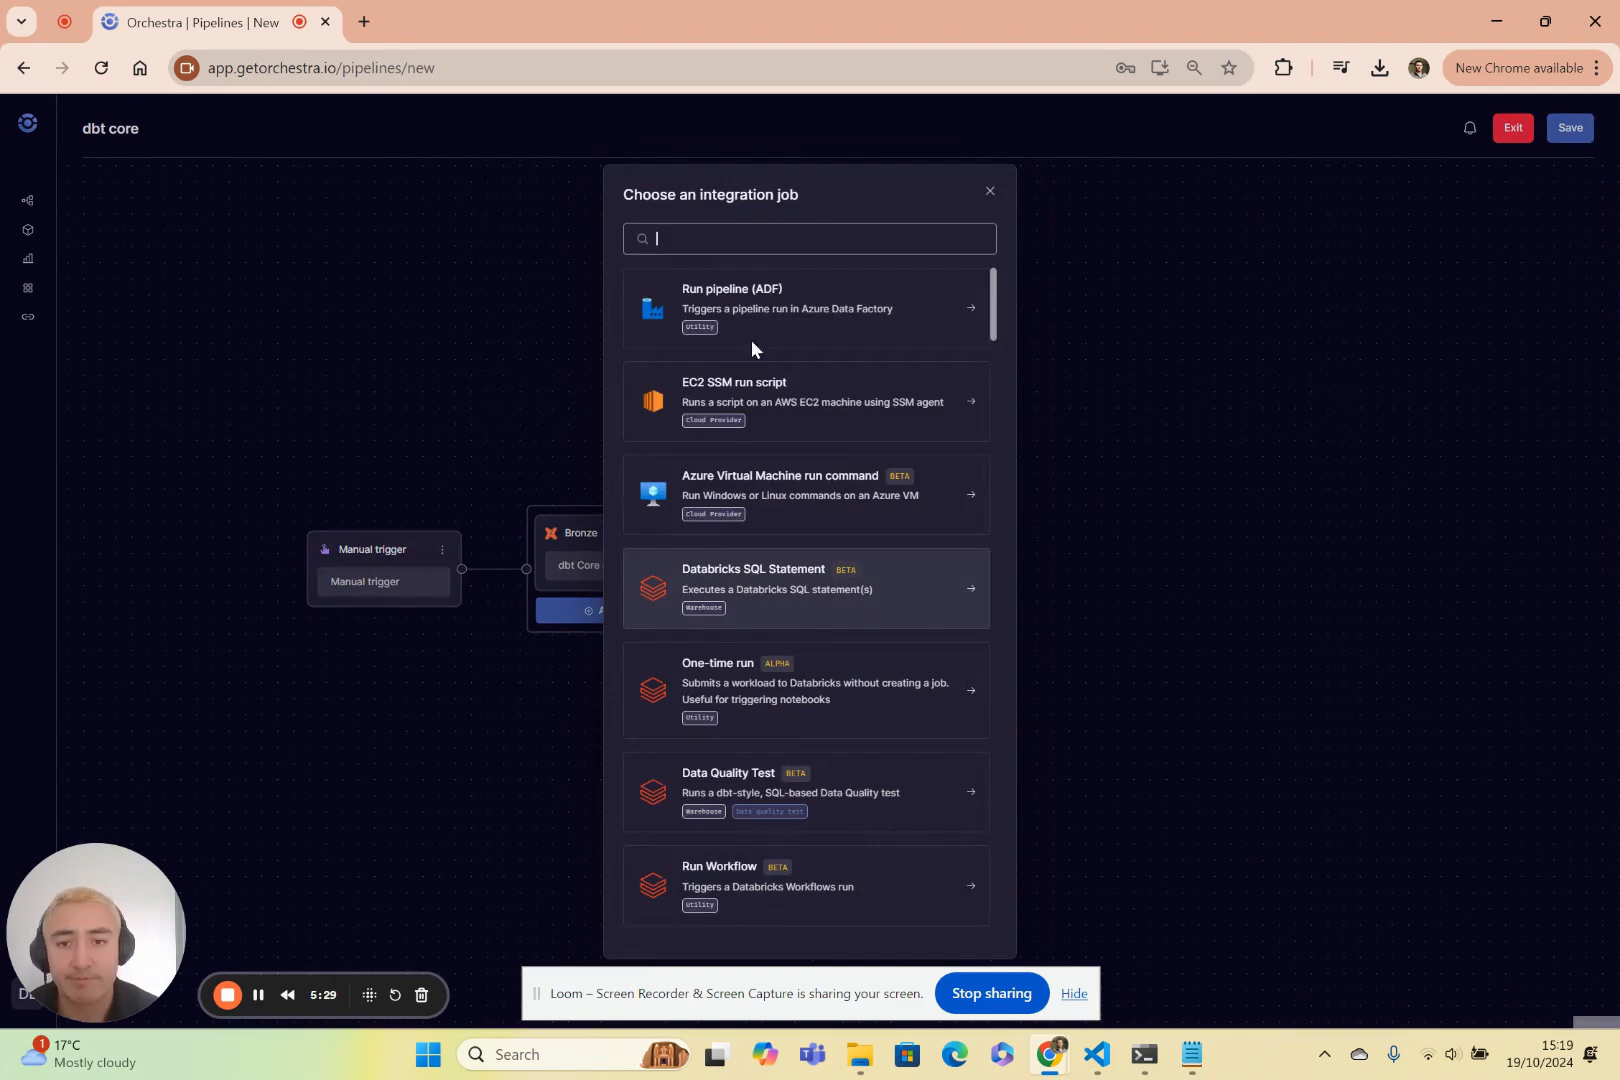 Orchestra | Pipelines | New
app.getorchestra.io/pipelines/new
New Chrome available
dbt core
Exit
Save
Choose an integration job
Run pipeline (ADF)
Triggers a pipeline run in Azure Data Factory
Utility
EC2 SSM run script
Runs a script on an AWS EC2 machine using SSM agent
Cloud Provider
Azure Virtual Machine run command BETA
Run Windows or Linux commands on an Azure VM
Cloud Provider
Manual trigger
Manual trigger
Bronze
dbt Core
Databricks SQL Statement BETA
Executes a Databricks SQL statement(s)
Warehouse
One-time run ALPHA
Submits a workload to Databricks without creating a job.
Useful for triggering notebooks
Utility
Data Quality Test BETA
Runs a dbt-style, SQL-based Data Quality test
Warehouse Data quality test
Run Workflow BETA
Triggers a Databricks Workflows run
Utility
5:29
Loom – Screen Recorder & Screen Capture is sharing your screen.
Stop sharing
Hide
1
17°C
Mostly cloudy
Search
15:19
19/10/2024